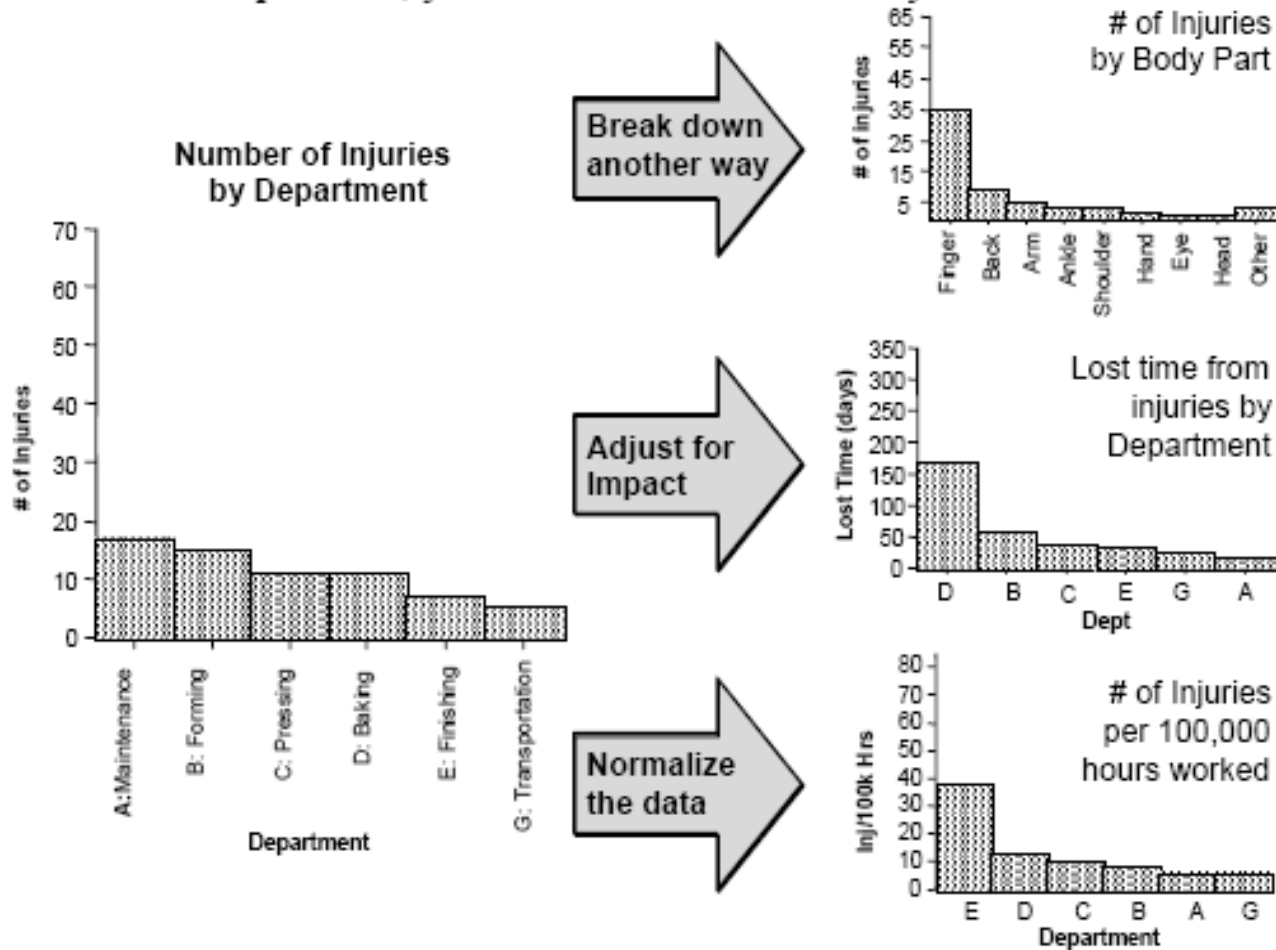 Number of Injuries
by Department
# of Injuries
70
60
50
40
30
20
10
0
A:Maintenance
B: Forming
C: Pressing
D: Baking
E: Finishing
G: Transportation
Department
Break down
another way
# of Injuries
by Body Part
# of injuries
65
55
45
35
25
15
5
Finger
Back
Arm
Ankle
Shoulder
Hand
Eye
Head
Other
Adjust for
Impact
Lost time from
injuries by
Department
Lost Time (days)
350
300
250
200
150
100
50
0
D B C E G A
Dept
Normalize
the data
# of Injuries
per 100,000
hours worked
Inj/100k Hrs
80
70
60
50
40
30
20
10
0
E D C B A G
Department